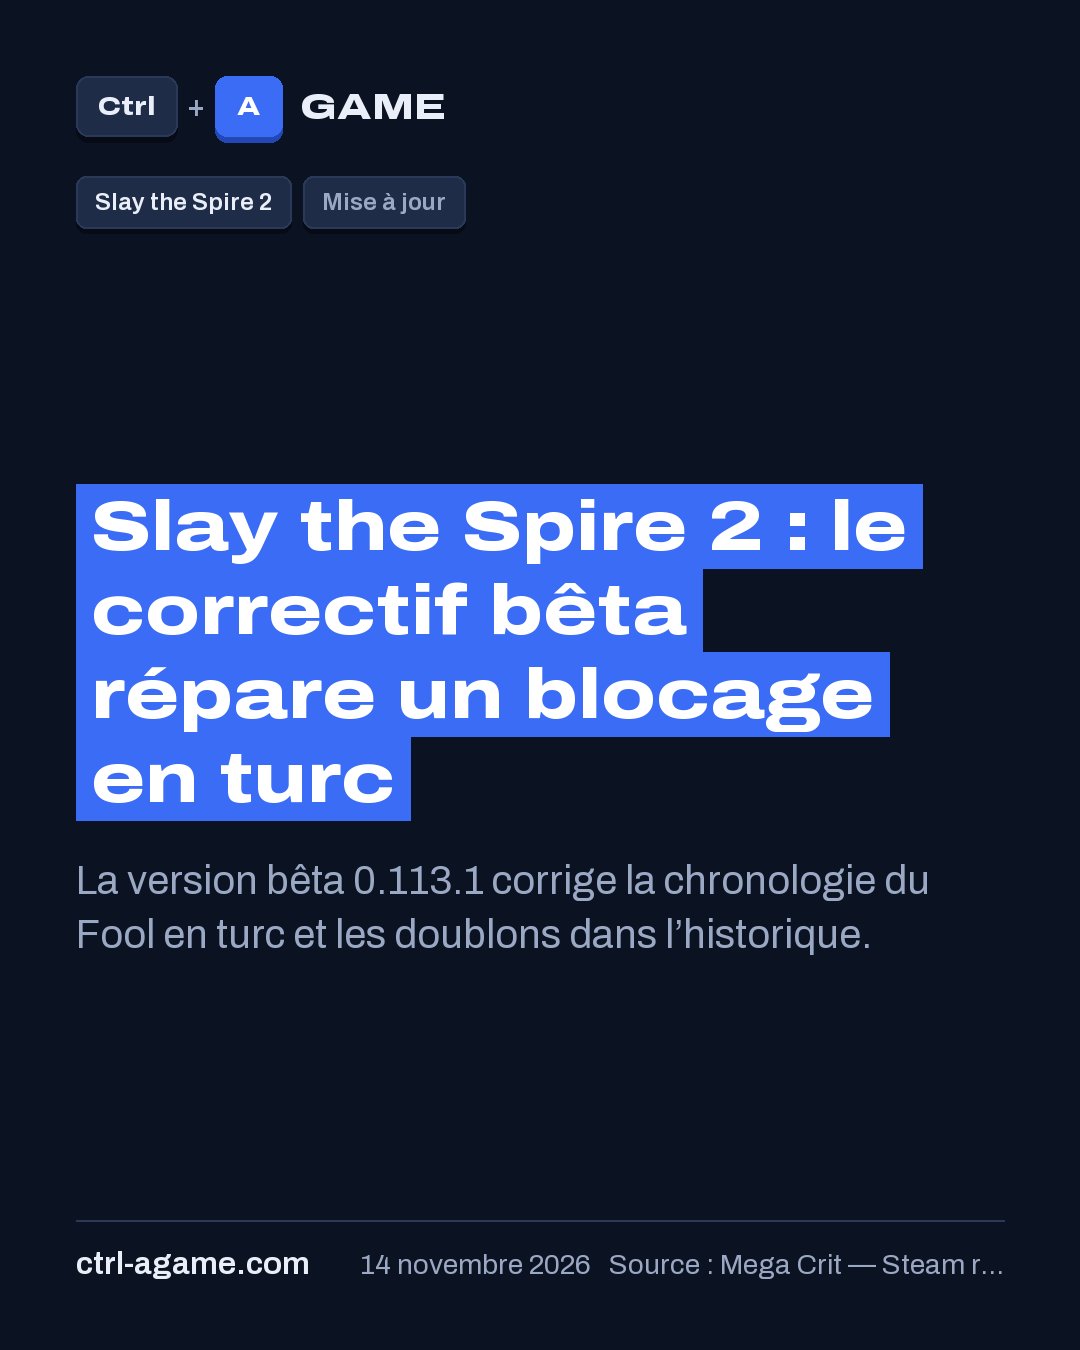 Ctrl + A GAME
Slay the Spire 2 Mise à jour
Slay the Spire 2 : le
correctif bêta
répare un blocage
en turc
La version bêta 0.113.1 corrige la chronologie du
Fool en turc et les doublons dans l’historique.
ctrl-agame.com 14 novembre 2026 Source : Mega Crit — Steam r…